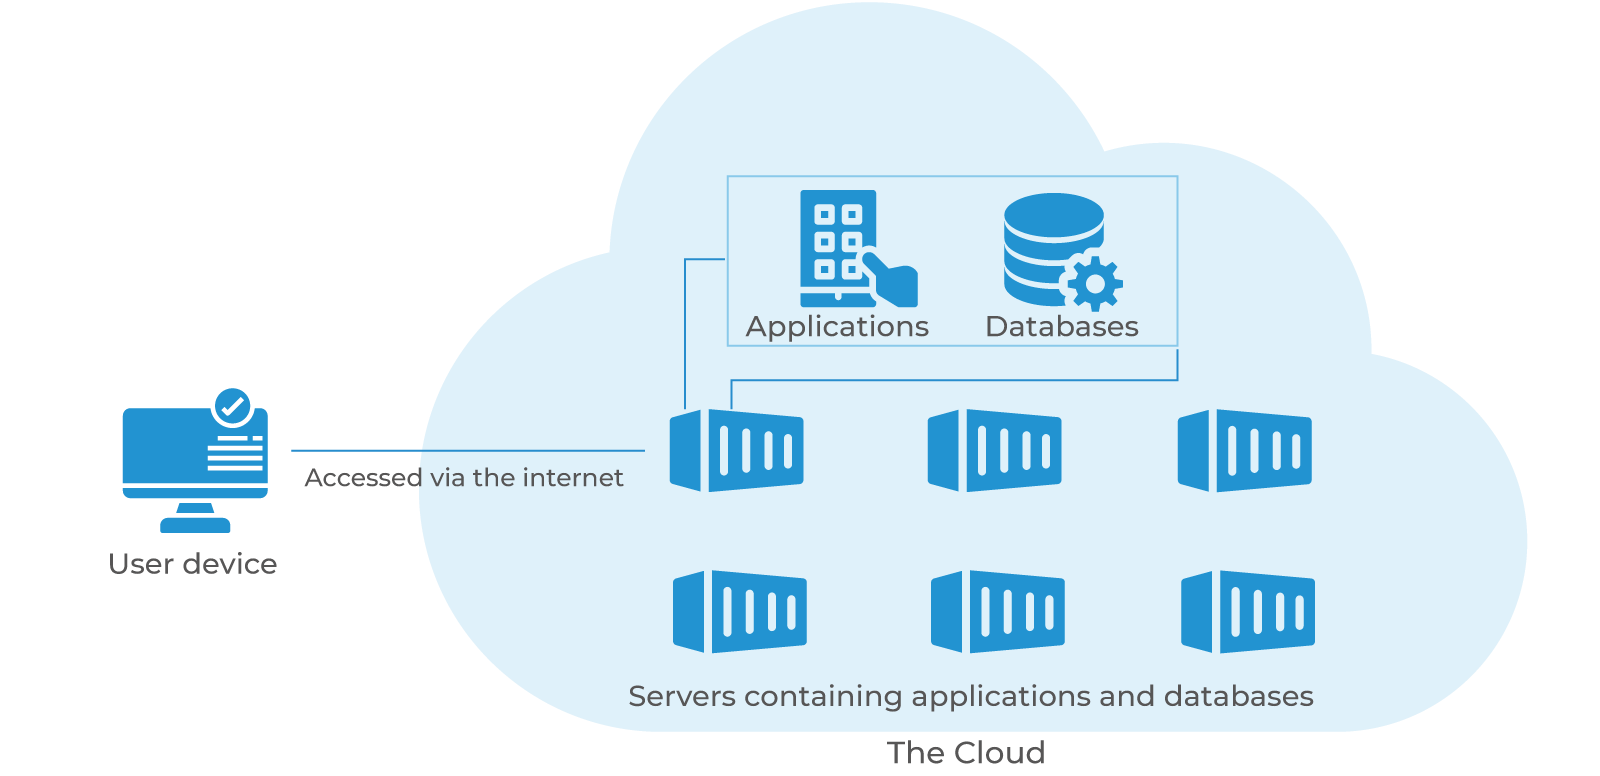 Applications
Databases
Accessed via the internet
User device
Servers containing applications and databases
The Cloud